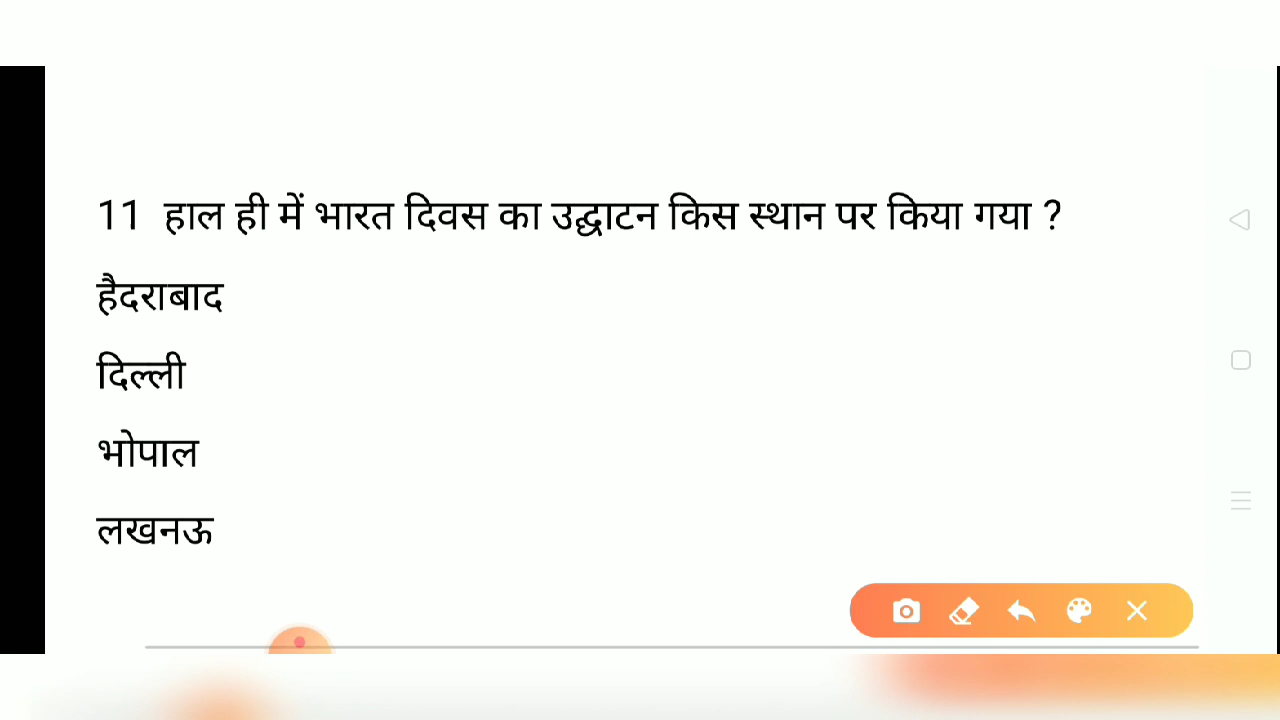 11 हाल ही में भारत दिवस का उद्घाटन किस स्थान पर किया गया ?
हैदराबाद
दिल्ली
भोपाल
लखनऊ